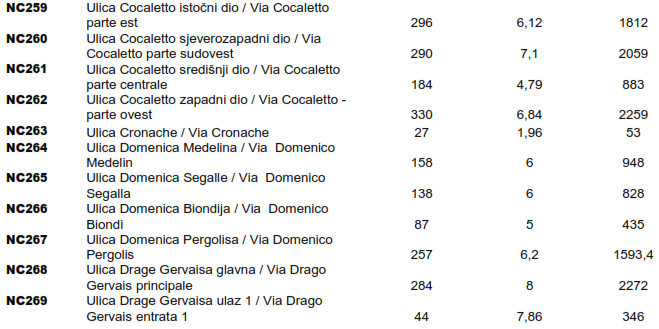 NC259 Ulica Cocaletto istočni dio / Via Cocaletto
parte est 296 6,12 1812
NC260 Ulica Cocaletto sjeverozapadni dio / Via
Cocaletto parte sudovest 290 7,1 2059
NC261 Ulica Cocaletto središnji dio / Via Cocaletto
parte centrale 184 4,79 883
NC262 Ulica Cocaletto zapadni dio / Via Cocaletto -
parte ovest 330 6,84 2259
NC263 Ulica Cronache / Via Cronache 27 1,96 53
NC264 Ulica Domenica Medelina / Via Domenico
Medelin 158 6 948
NC265 Ulica Domenica Segalle / Via Domenico
Segalla 138 6 828
NC266 Ulica Domenica Biondija / Via Domenico
Biondi 87 5 435
NC267 Ulica Domenica Pergolisa / Via Domenico
Pergolis 257 6,2 1593,4
NC268 Ulica Drage Gervaisa glavna / Via Drago
Gervais principale 284 8 2272
NC269 Ulica Drage Gervaisa ulaz 1 / Via Drago
Gervais entrata 1 44 7,86 346